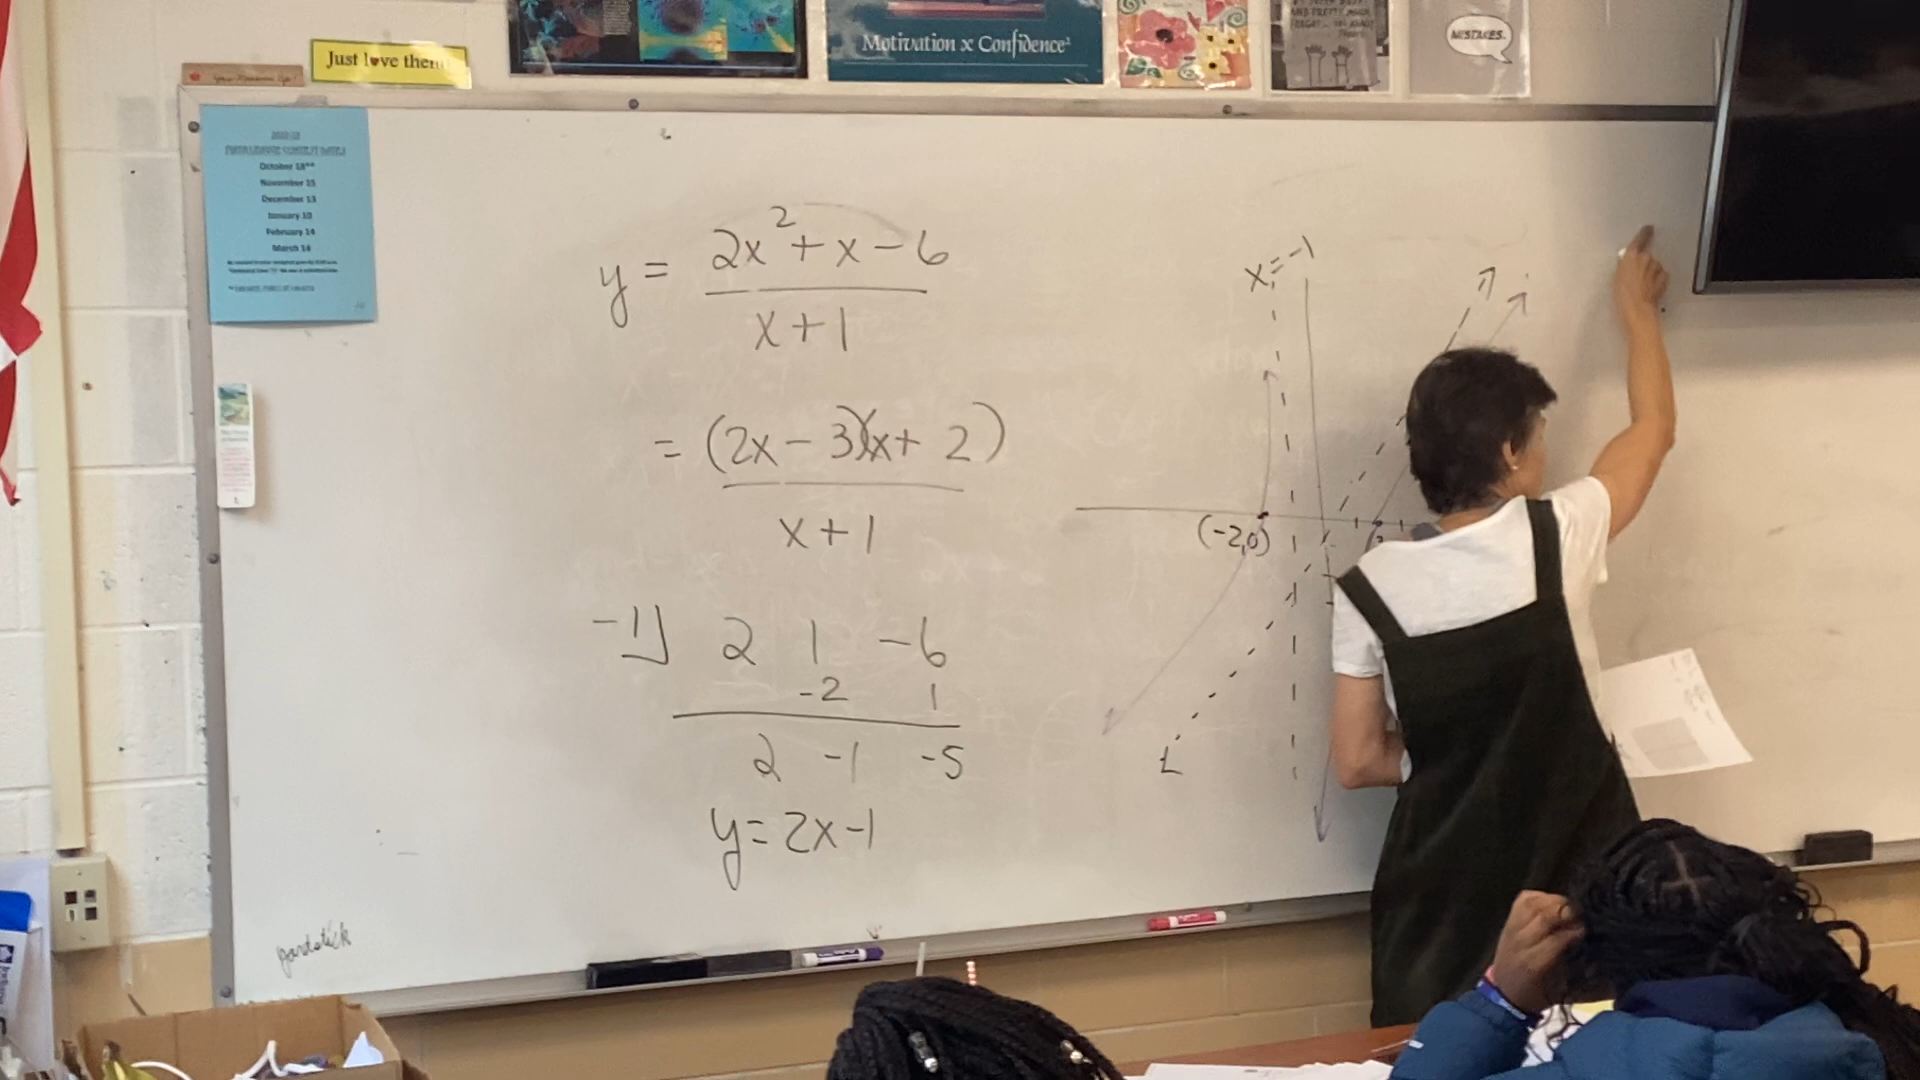 Just love them
Motivation x Confidence²
MISTAKES.
October 18
November 15
December 13
January 10
February 14
March 14
y = 2x² + x - 6
x + 1
= (2x - 3)(x + 2)
x + 1
-1⌋ 2 1 -6
-2 1
2 -1 -5
y = 2x - 1
x = -1
(-2,0)
yardstick